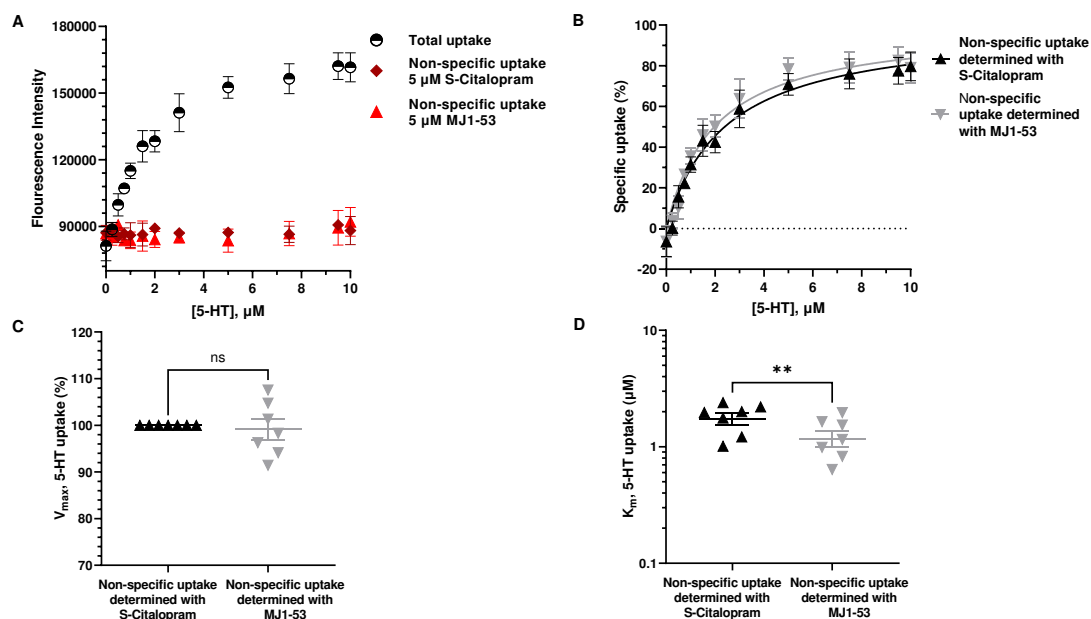 A
Flourescence Intensity
180000
150000
120000
90000
0 2 4 6 8 10
[5-HT], µM
Total uptake
Non-specific uptake
5 µM S-Citalopram
Non-specific uptake
5 µM MJ1-53
B
Specific uptake (%)
100
80
60
40
20
0
-20
0 2 4 6 8 10
[5-HT], µM
Non-specific uptake
determined with
S-Citalopram
Non-specific
uptake determined
with MJ1-53
C
Vmax, 5-HT uptake (%)
120
110
100
90
80
70
ns
Non-specific uptake
determined with
S-Citalopram
Non-specific uptake
determined with
MJ1-53
D
Km, 5-HT uptake (µM)
10
1
0.1
**
Non-specific uptake
determined with
S-Citalopram
Non-specific uptake
determined with
MJ1-53